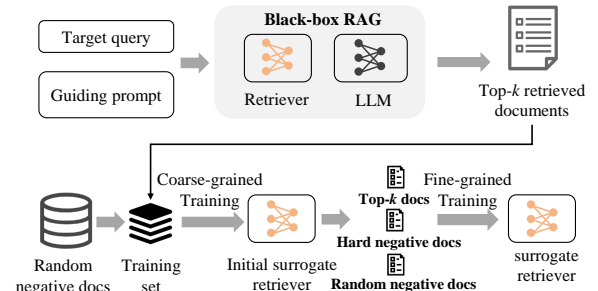 Black-box RAG
Target query
Guiding prompt
Retriever
LLM
Top-k retrieved
documents
Coarse-grained
Training
Top-k docs
Fine-grained
Training
Hard negative docs
Random
negative docs
Training
set
Initial surrogate
retriever
Random negative docs
surrogate
retriever